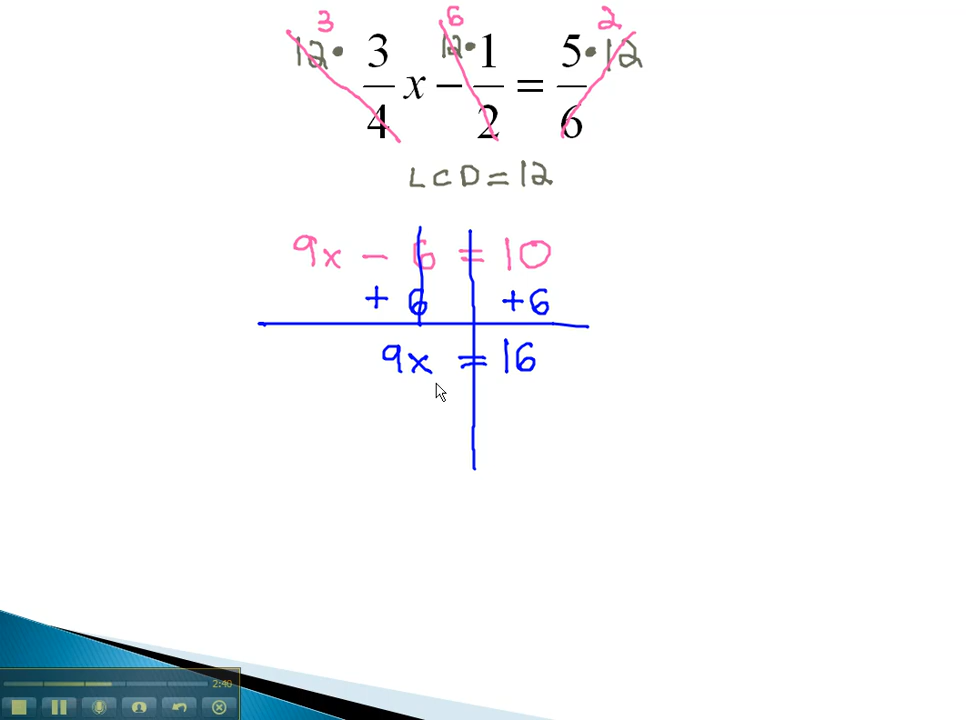 3 6 2
12• 3/4 x − 12• 1/2 = 5/6 •12
LCD=12
9x − 6 = 10
+ 6 +6
9x = 16
2:40